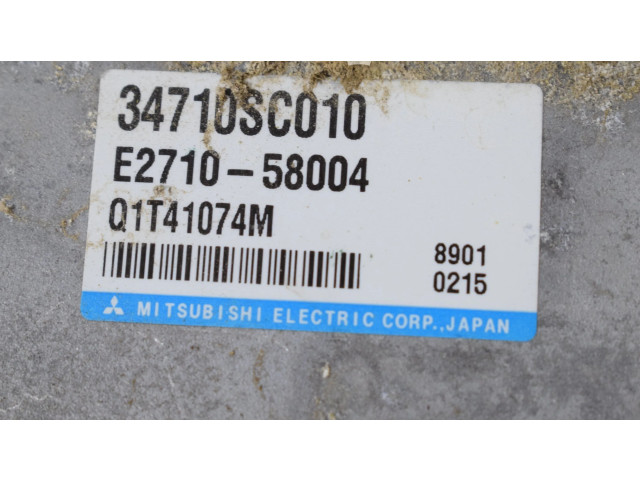 34710SC010
E2710-58004
Q1T41074M
8901
0215
MITSUBISHI ELECTRIC CORP.,JAPAN